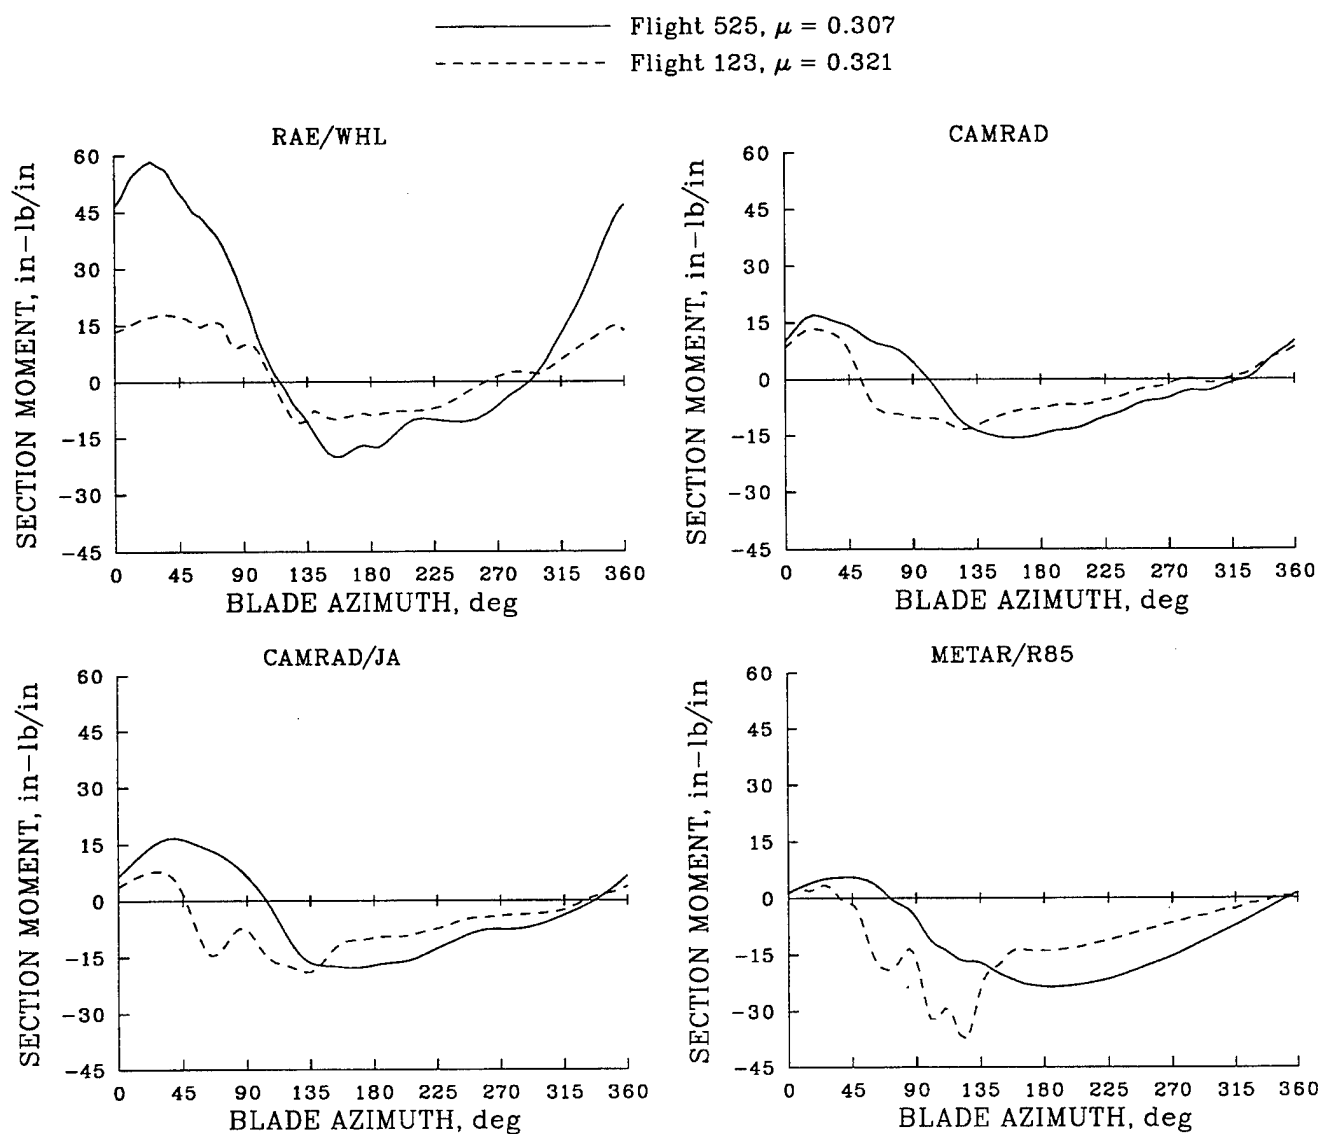 Flight 525, μ = 0.307
Flight 123, μ = 0.321
RAE/WHL
SECTION MOMENT, in-lb/in
60
45
30
15
0
-15
-30
-45
0 45 90 135 180 225 270 315 360
BLADE AZIMUTH, deg
CAMRAD
SECTION MOMENT, in-lb/in
60
45
30
15
0
-15
-30
-45
0 45 90 135 180 225 270 315 360
BLADE AZIMUTH, deg
CAMRAD/JA
SECTION MOMENT, in-lb/in
60
45
30
15
0
-15
-30
-45
0 45 90 135 180 225 270 315 360
BLADE AZIMUTH, deg
METAR/R85
SECTION MOMENT, in-lb/in
60
45
30
15
0
-15
-30
-45
0 45 90 135 180 225 270 315 360
BLADE AZIMUTH, deg